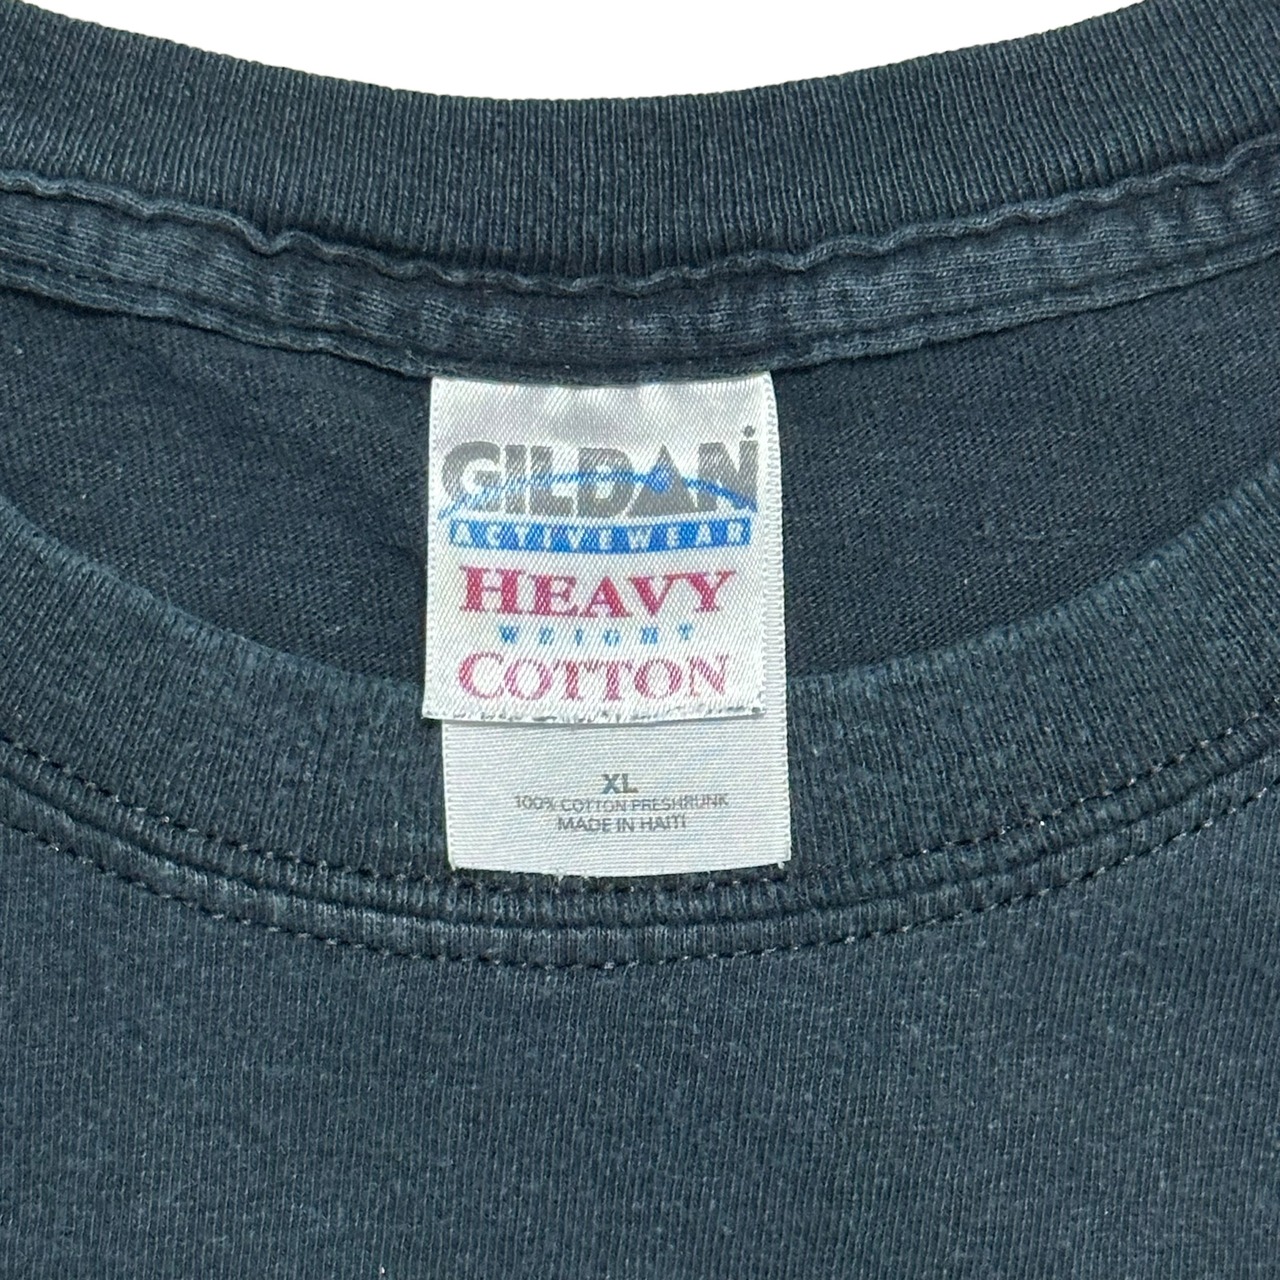 GILDAN
ACTIVEWEAR
HEAVY
WEIGHT
COTTON
XL
100% COTTON PRESHRUNK
MADE IN HAITI